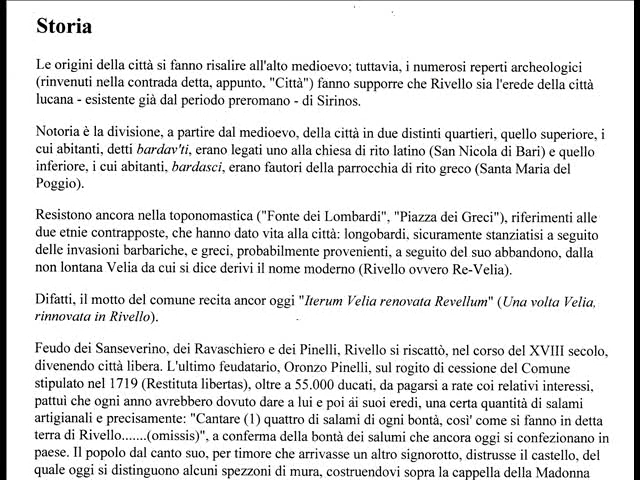 Storia
Le origini della città si fanno risalire all'alto medioevo; tuttavia, i numerosi reperti archeologici
(rinvenuti nella contrada detta, appunto, "Città") fanno supporre che Rivello sia l'erede della città
lucana - esistente già dal periodo preromano - di Sirinos.
Notoria è la divisione, a partire dal medioevo, della città in due distinti quartieri, quello superiore, i
cui abitanti, detti bardav'ti, erano legati uno alla chiesa di rito latino (San Nicola di Bari) e quello
inferiore, i cui abitanti, bardasci, erano fautori della parrocchia di rito greco (Santa Maria del
Poggio).
Resistono ancora nella toponomastica ("Fonte dei Lombardi", "Piazza dei Greci"), riferimenti alle
due etnie contrapposte, che hanno dato vita alla città: longobardi, sicuramente stanziatisi a seguito
delle invasioni barbariche, e greci, probabilmente provenienti, a seguito del suo abbandono, dalla
non lontana Velia da cui si dice derivi il nome moderno (Rivello ovvero Re-Velia).
Difatti, il motto del comune recita ancor oggi "Iterum Velia renovata Revellum" (Una volta Velia,
rinnovata in Rivello).
Feudo dei Sanseverino, dei Ravaschiero e dei Pinelli, Rivello si riscattò, nel corso del XVIII secolo,
divenendo città libera. L'ultimo feudatario, Oronzo Pinelli, sul rogito di cessione del Comune
stipulato nel 1719 (Restituta libertas), oltre a 55.000 ducati, da pagarsi a rate coi relativi interessi,
pattuì che ogni anno avrebbero dovuto dare a lui e poi ái suoi eredi, una certa quantità di salami
artigianali e precisamente: "Cantare (1) quattro di salami di ogni bontà, così' come si fanno in detta
terra di Rivello.......(omissis)", a conferma della bontà dei salumi che ancora oggi si confezionano in
paese. Il popolo dal canto suo, per timore che arrivasse un altro signorotto, distrusse il castello, del
quale oggi si distinguono alcuni spezzoni di mura, costruendovi sopra la cappella della Madonna